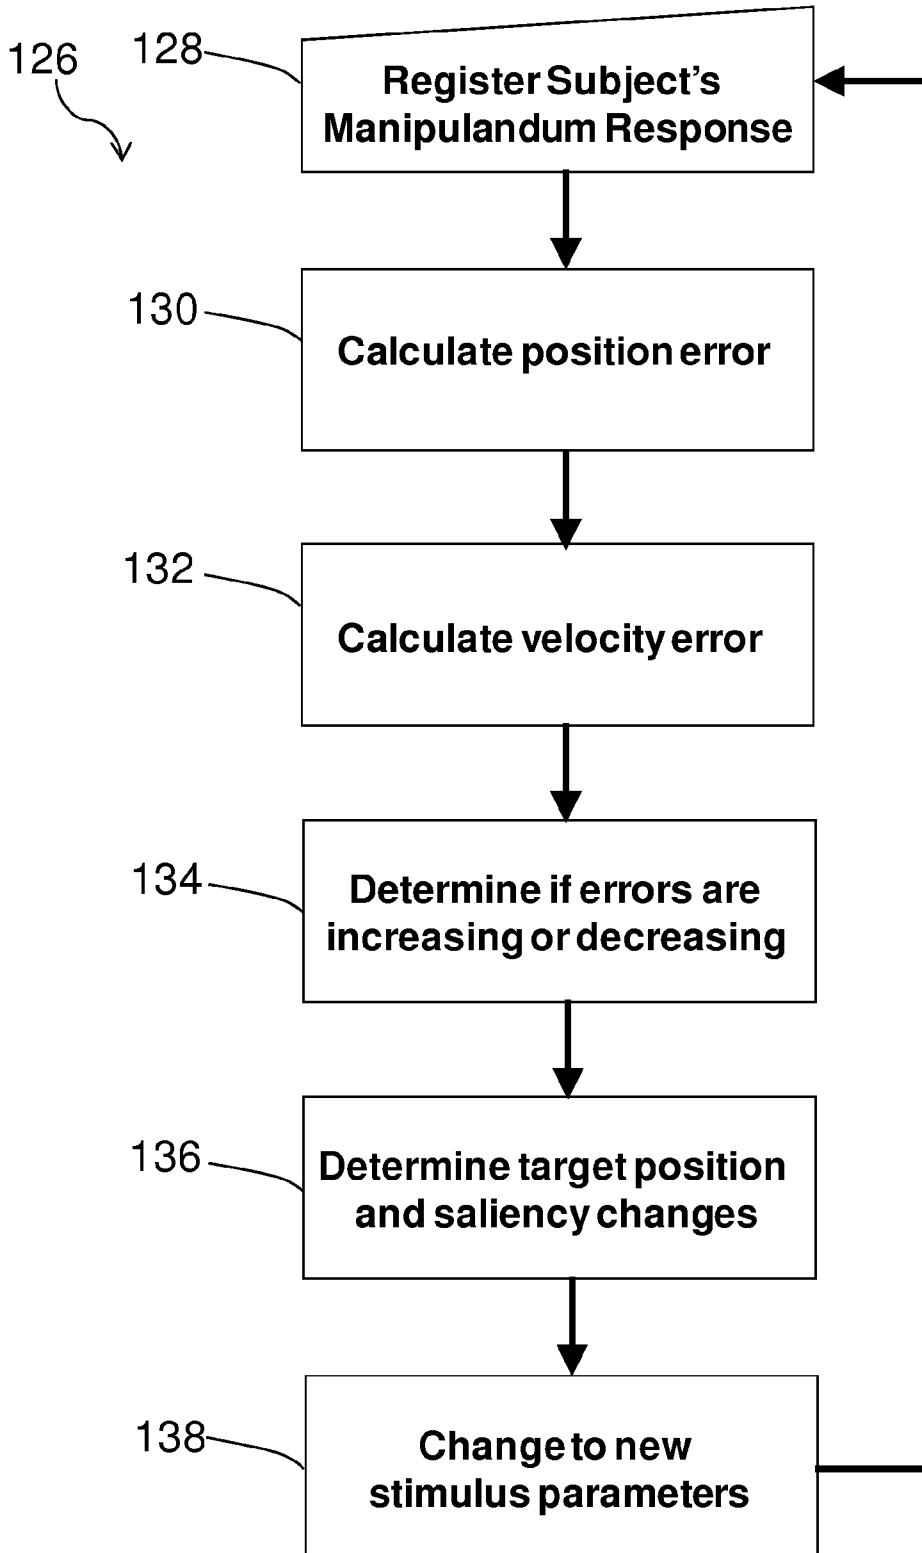 126
128
Register Subject's
Manipulandum Response
130
Calculate position error
132
Calculate velocity error
134
Determine if errors are
increasing or decreasing
136
Determine target position
and saliency changes
138
Change to new
stimulus parameters